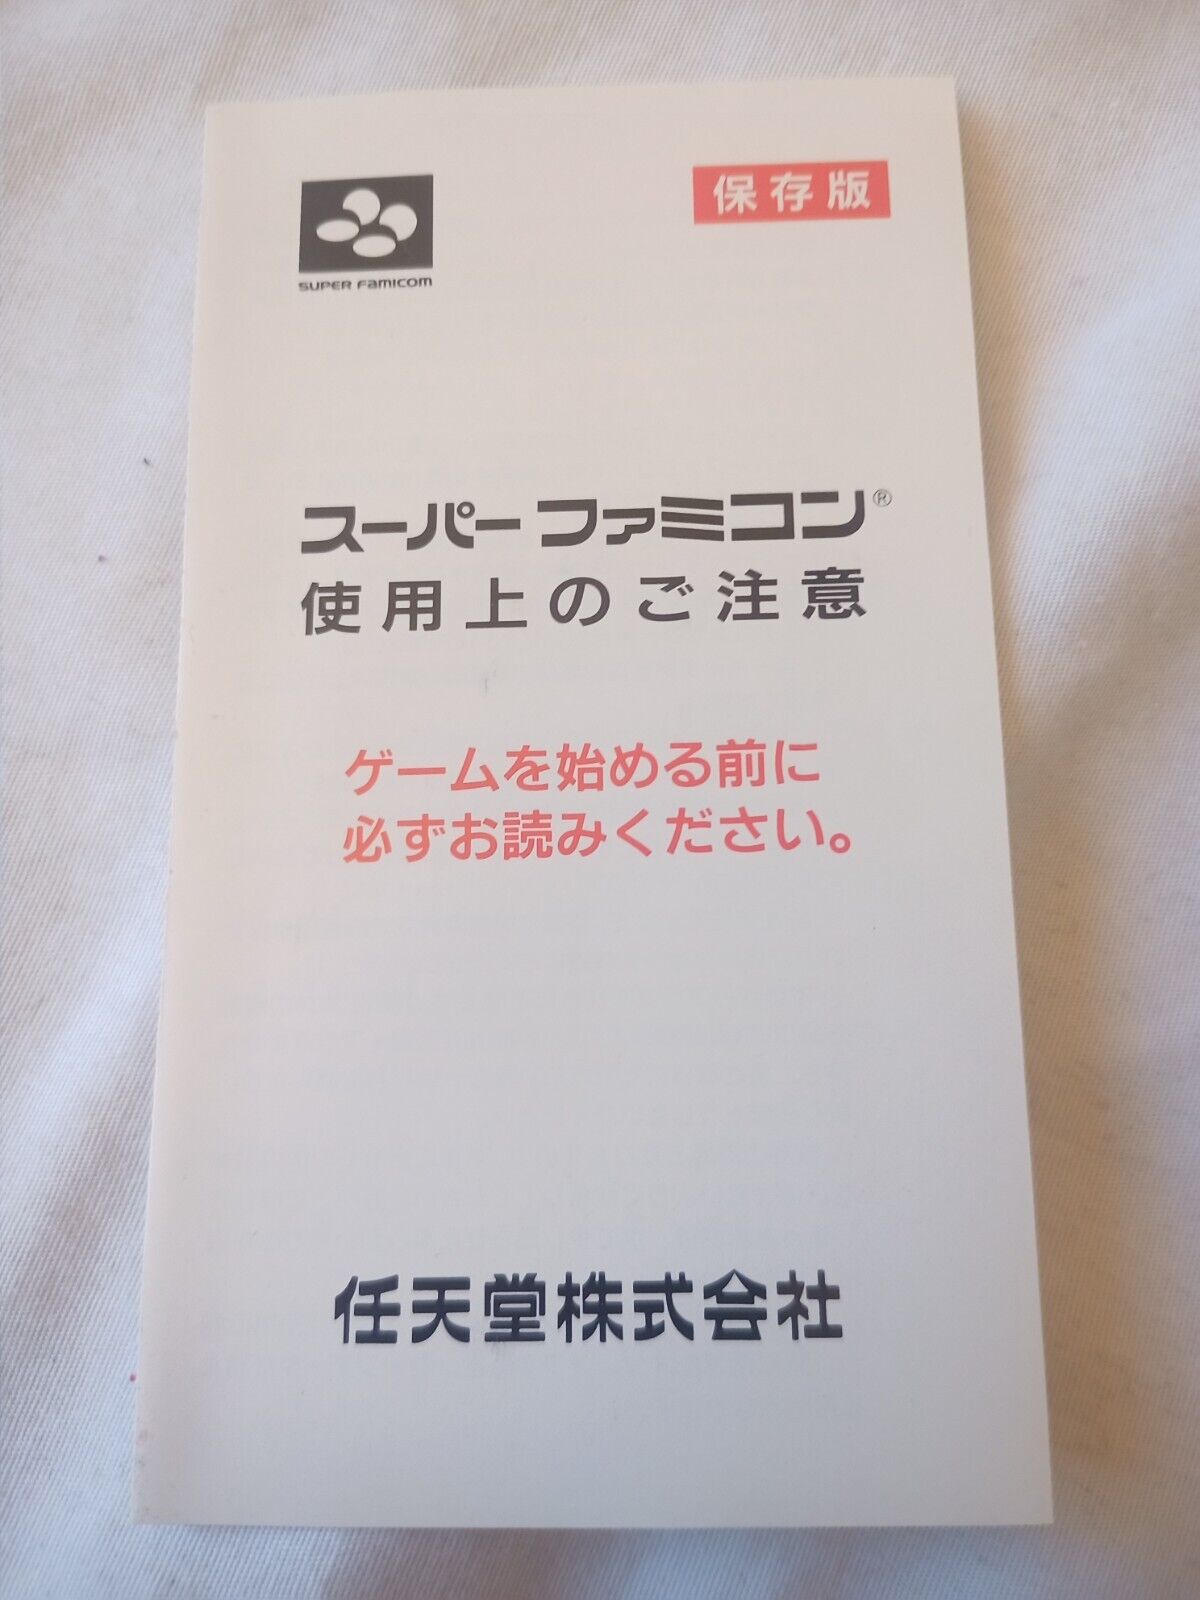 保存版
SUPER FAMICOM
スーパーファミコン®
使用上のご注意
ゲームを始める前に
必ずお読みください。
任天堂株式会社